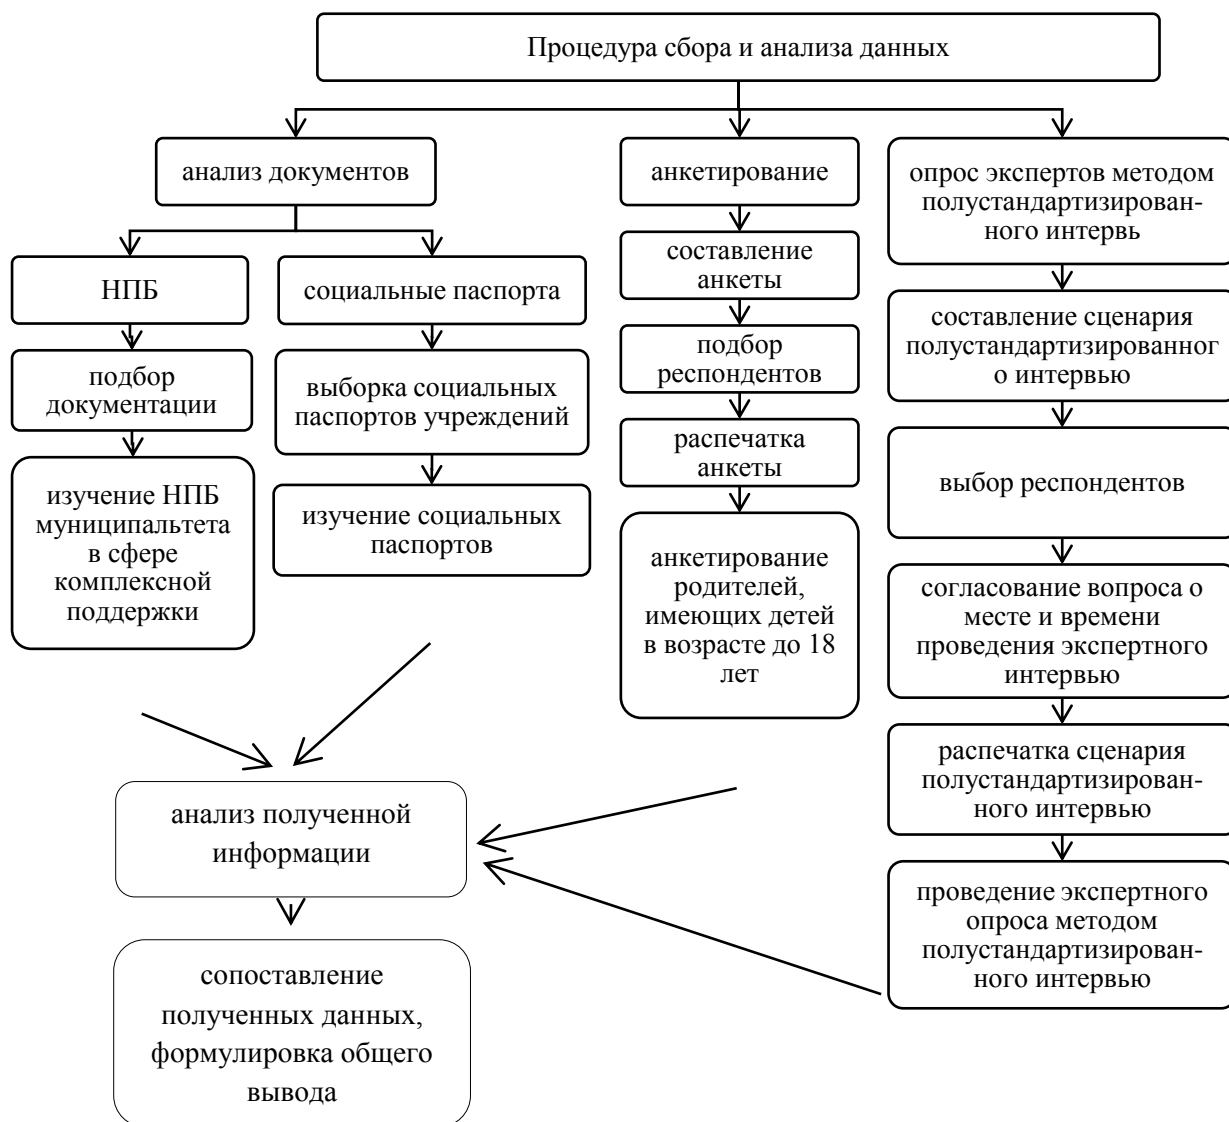 Процедура сбора и анализа данных
анализ документов
НПБ
подбор
документации
изучение НПБ
муниципальтета
в сфере
комплексной
поддержки
социальные паспорта
выборка социальных
паспортов учреждений
изучение социальных
паспортов
анкетирование
составление
анкеты
подбор
респондентов
распечатка
анкеты
анкетирование
родителей,
имеющих детей
в возрасте до 18
лет
опрос экспертов методом
полустандартизирован-
ного интервь
составление сценария
полустандартизированног
о интервью
выбор респондентов
согласование вопроса о
месте и времени
проведения экспертного
интервью
распечатка сценария
полустандартизирован-
ного интервью
проведение экспертного
опроса методом
полустандартизирован-
ного интервью
анализ полученной
информации
сопоставление
полученных данных,
формулировка общего
вывода